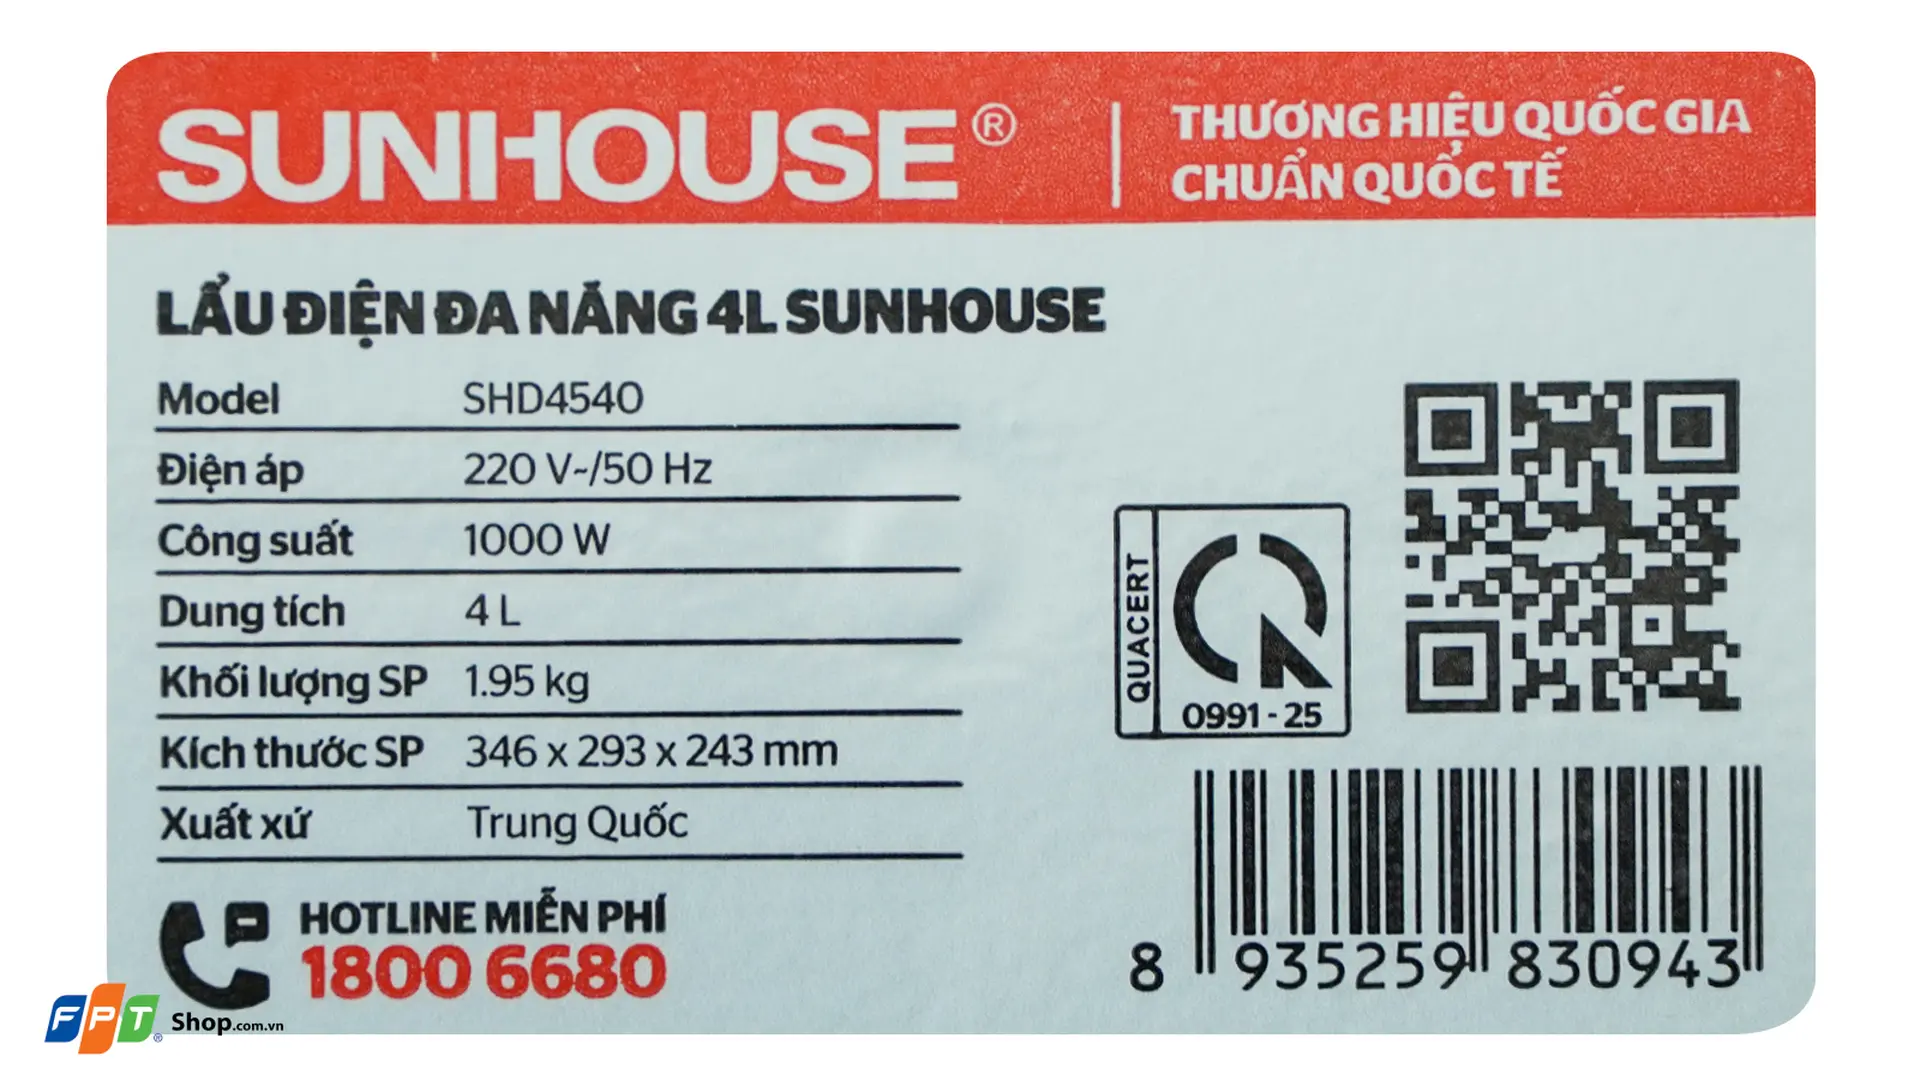 SUNHOUSE®
THƯƠNG HIỆU QUỐC GIA
CHUẨN QUỐC TẾ
LẨU ĐIỆN ĐA NĂNG 4L SUNHOUSE
Model SHD4540
Điện áp 220 V~/50 Hz
Công suất 1000 W
Dung tích 4 L
Khối lượng SP 1.95 kg
Kích thước SP 346 x 293 x 243 mm
Xuất xứ Trung Quốc
HOTLINE MIỄN PHÍ
1800 6680
QUACERT
0991 - 25
8 935259 830943
FPT® Shop.com.vn